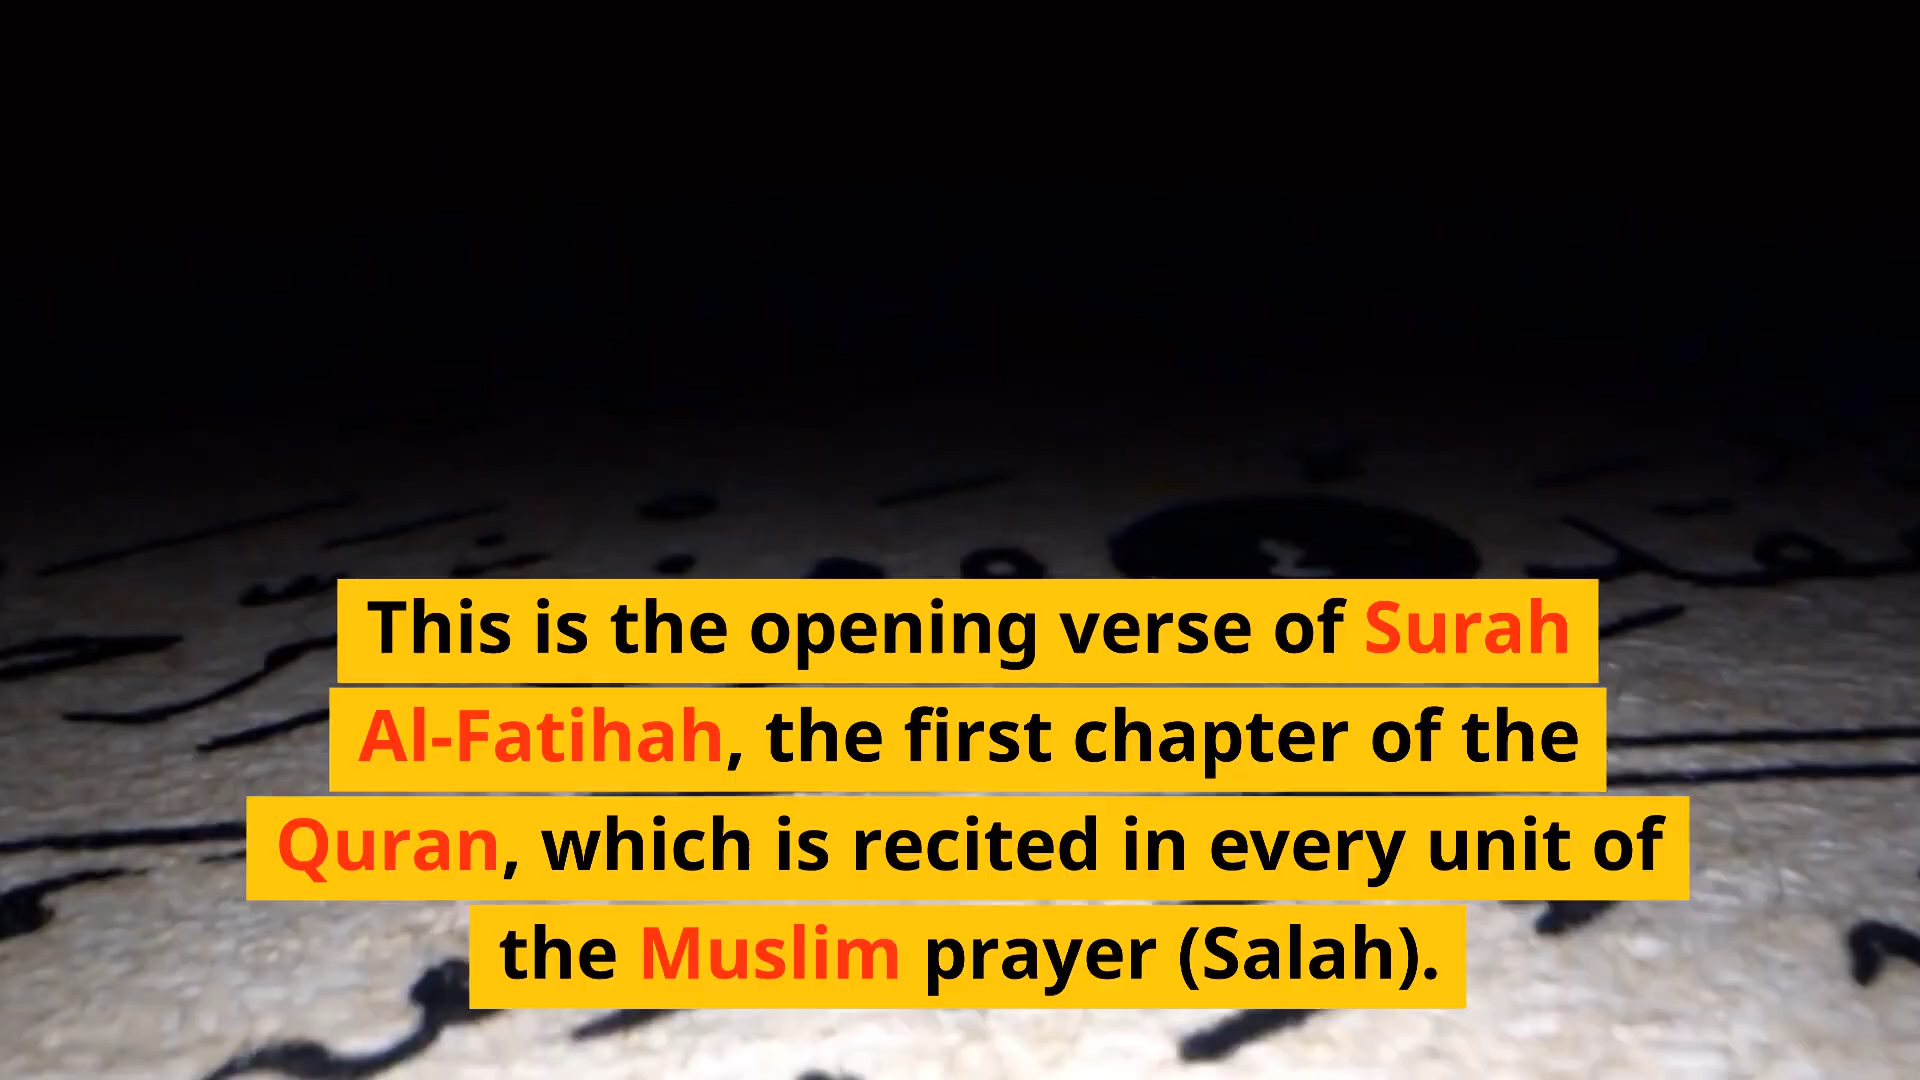 This is the opening verse of Surah
Al-Fatihah, the first chapter of the
Quran, which is recited in every unit of
the Muslim prayer (Salah).